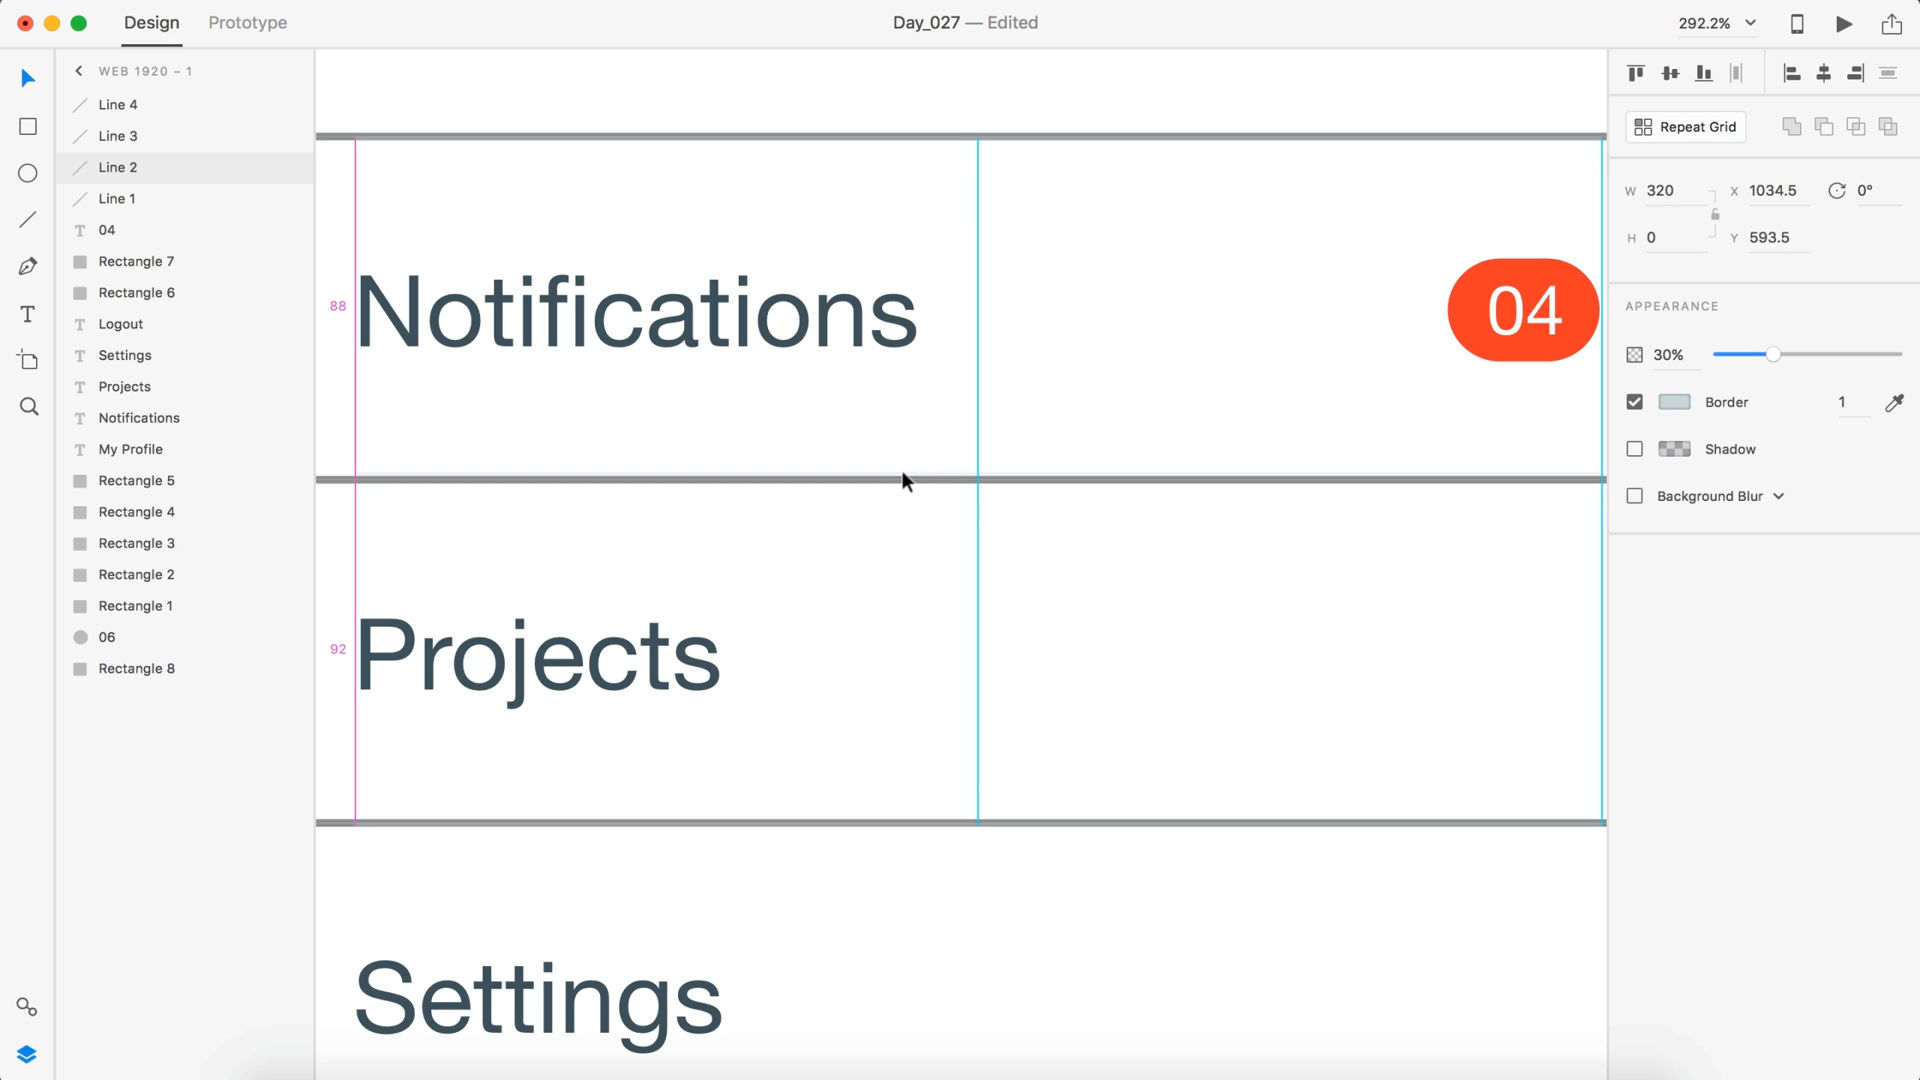 Design Prototype Day_027 — Edited 292.2%
WEB 1920 – 1
Line 4
Line 3
Line 2
Line 1
T 04
Rectangle 7
Rectangle 6
T Logout
T Settings
T Projects
T Notifications
T My Profile
Rectangle 5
Rectangle 4
Rectangle 3
Rectangle 2
Rectangle 1
06
Rectangle 8
T
88 Notifications 04
92 Projects
Settings
Repeat Grid
W 320 X 1034.5 0°
H 0 Y 593.5
APPEARANCE
30%
Border 1
Shadow
Background Blur